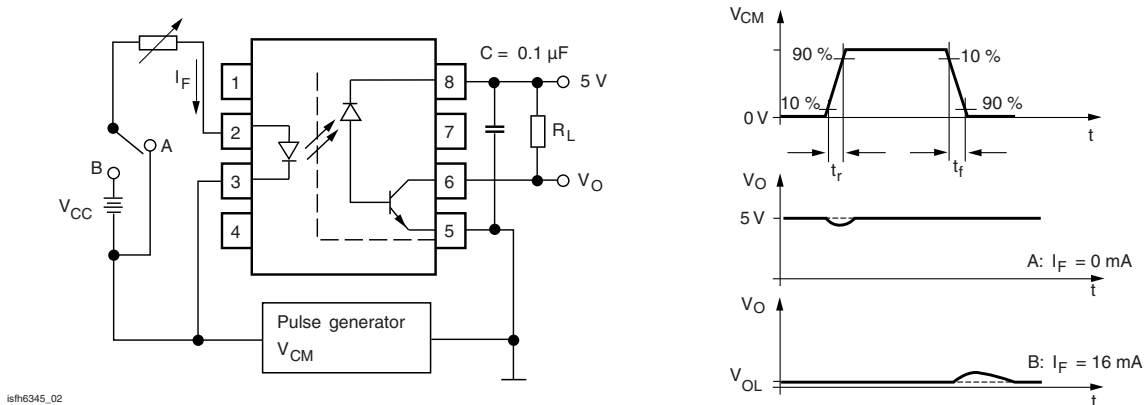 I_F
1
2
3
4
8
7
6
5
C = 0.1 µF
5 V
R_L
V_O
A
B
V_CC
Pulse generator
V_CM
isfh6345_02
V_CM
90 %
10 %
10 %
90 %
0 V
t
t_r
t_f
V_O
5 V
A: I_F = 0 mA
t
V_O
B: I_F = 16 mA
V_OL
t